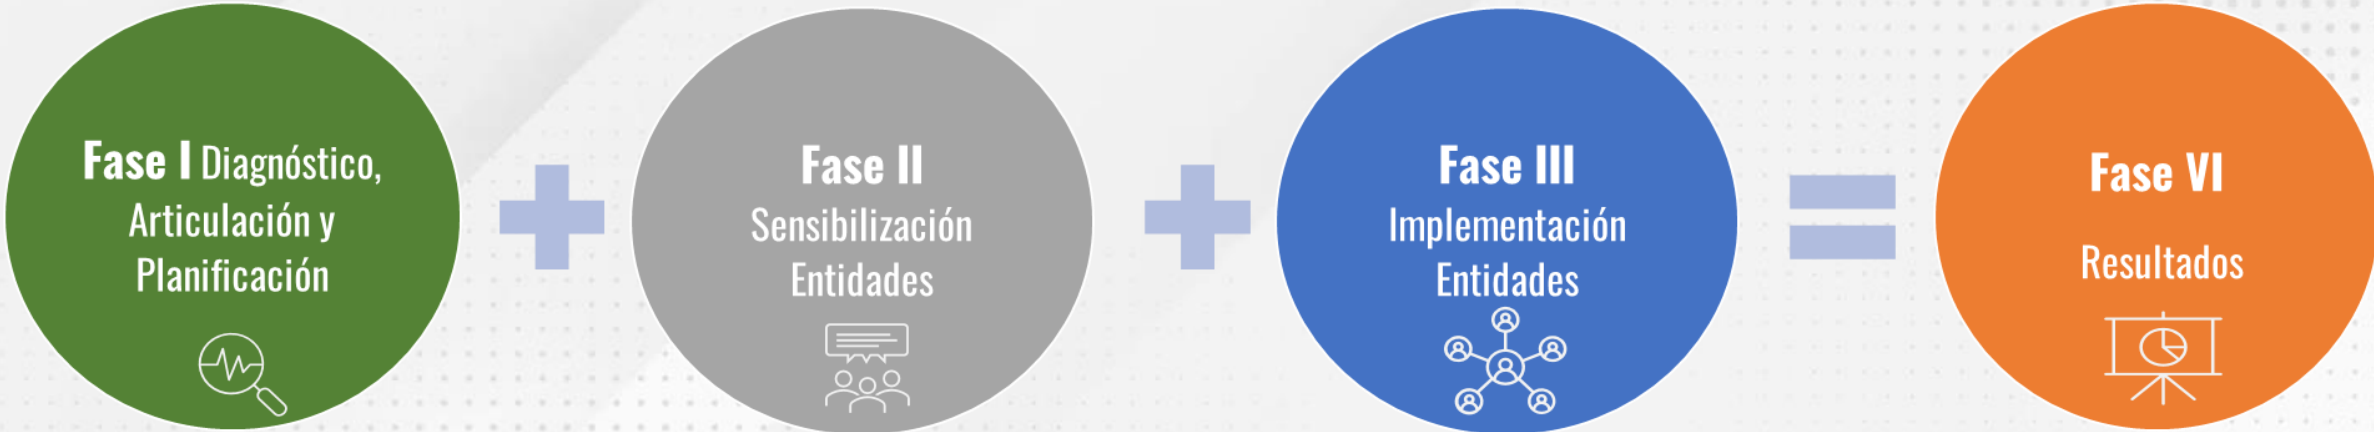 Fase I Diagnóstico,
Articulación y
Planificación
Fase II
Sensibilización
Entidades
Fase III
Implementación
Entidades
Fase VI
Resultados